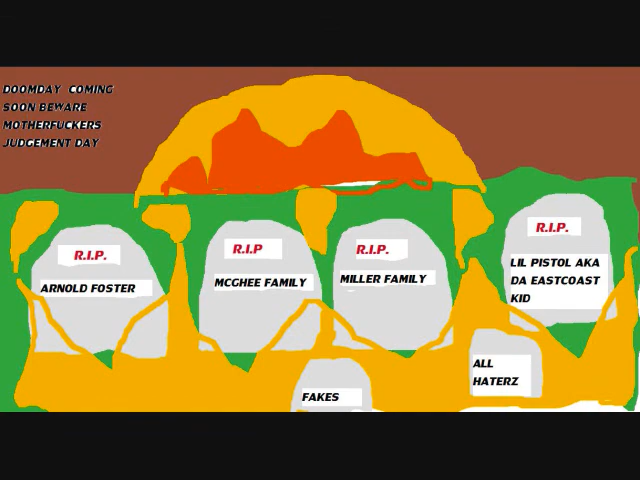 DOOMDAY COMING
SOON BEWARE
MOTHERFUCKERS
JUDGEMENT DAY
R.I.P.
ARNOLD FOSTER
R.I.P
MCGHEE FAMILY
R.I.P.
MILLER FAMILY
R.I.P.
LIL PISTOL AKA
DA EASTCOAST
KID
FAKES
ALL
HATERZ